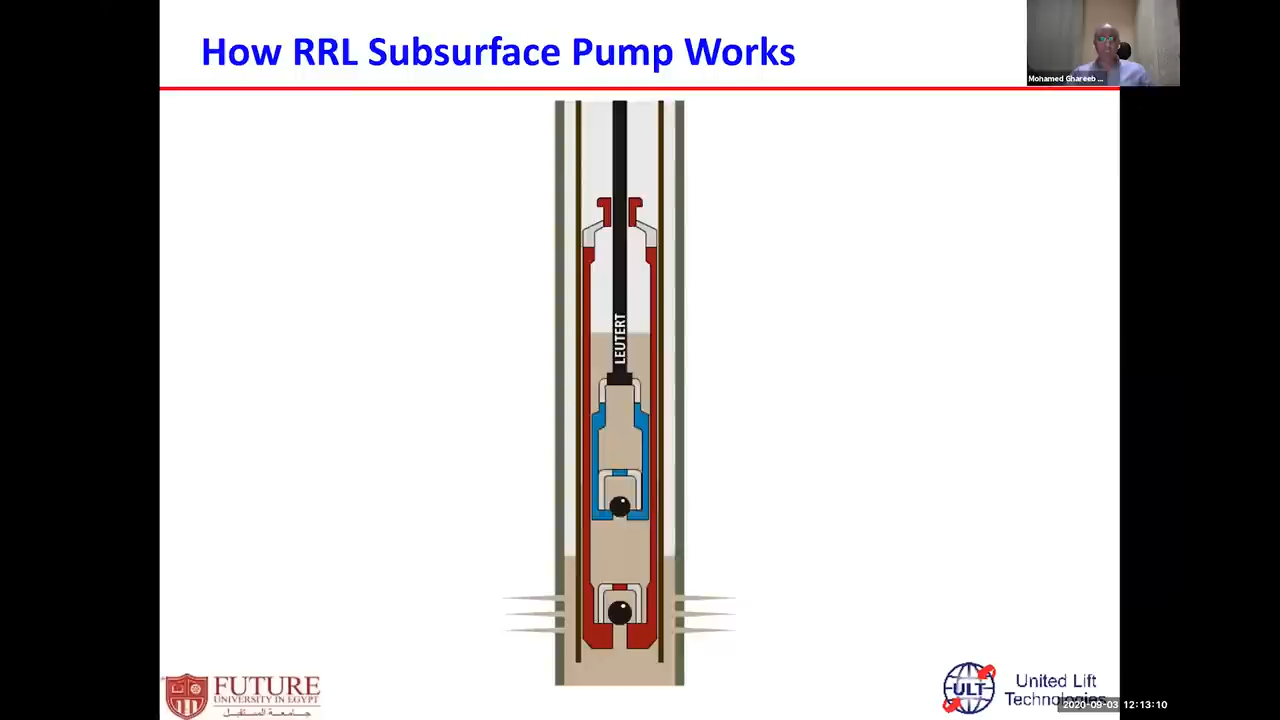 How RRL Subsurface Pump Works
Mohamed Ghareeb ...
LEUTERT
FUTURE
UNIVERSITY IN EGYPT
جامعة المستقبل
ULT
United Lift
Technologies
2020-09-03 12:13:10